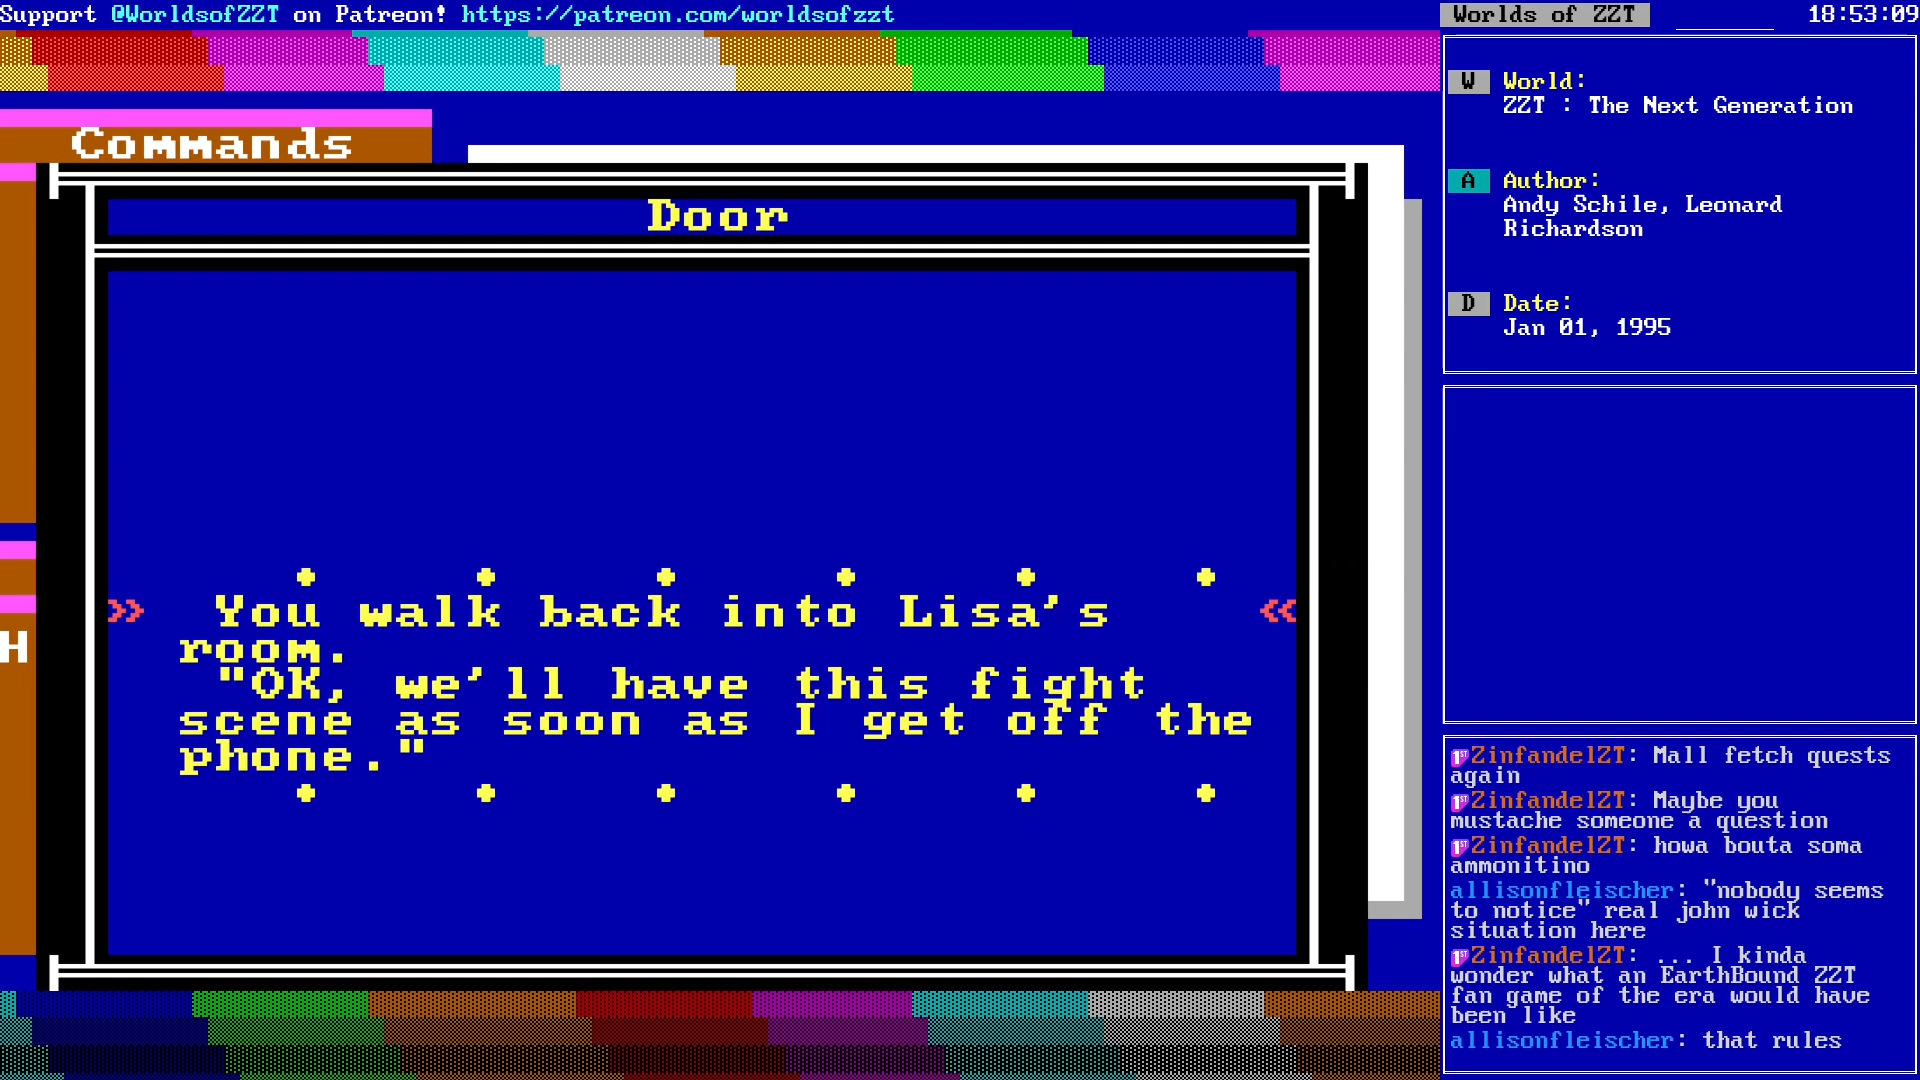 Support @WorldsofZZT on Patreon! https://patreon.com/worldsofzzt
Worlds of ZZT
18:53:09
Commands
H
Door
» You walk back into Lisa's «
room.
"OK, we'll have this fight
scene as soon as I get off the
phone."
W World:
ZZT : The Next Generation
A Author:
Andy Schile, Leonard
Richardson
D Date:
Jan 01, 1995
1ST ZinfandelZT: Mall fetch quests
again
1ST ZinfandelZT: Maybe you
mustache someone a question
1ST ZinfandelZT: howa bouta soma
ammonitino
allisonfleischer: "nobody seems
to notice" real john wick
situation here
1ST ZinfandelZT: ... I kinda
wonder what an EarthBound ZZT
fan game of the era would have
been like
allisonfleischer: that rules